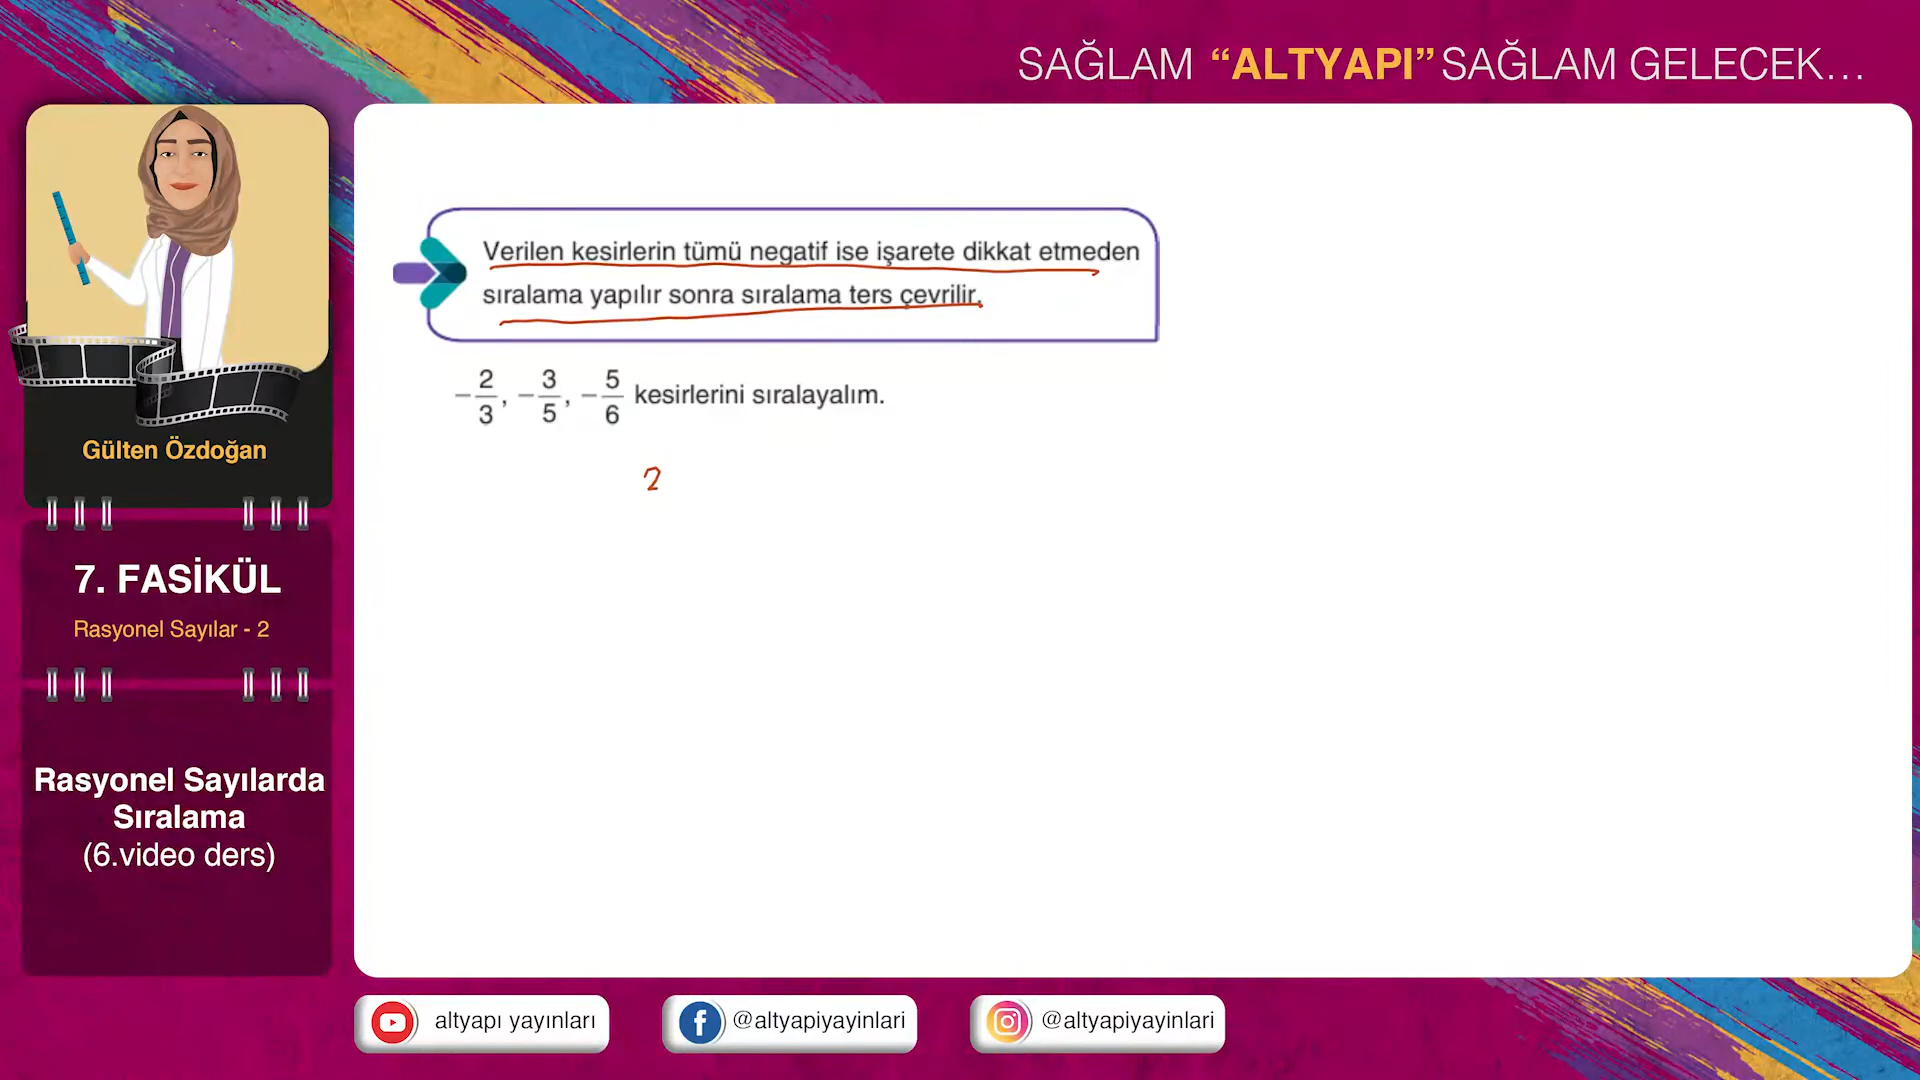 SAĞLAM “ALTYAPI” SAĞLAM GELECEK...
Verilen kesirlerin tümü negatif ise işarete dikkat etmeden
sıralama yapılır sonra sıralama ters çevrilir.
-2/3, -3/5, -5/6 kesirlerini sıralayalım.
2
Gülten Özdoğan
7. FASİKÜL
Rasyonel Sayılar - 2
Rasyonel Sayılarda
Sıralama
(6.video ders)
altyapı yayınları
@altyapiyayinlari
@altyapiyayinlari